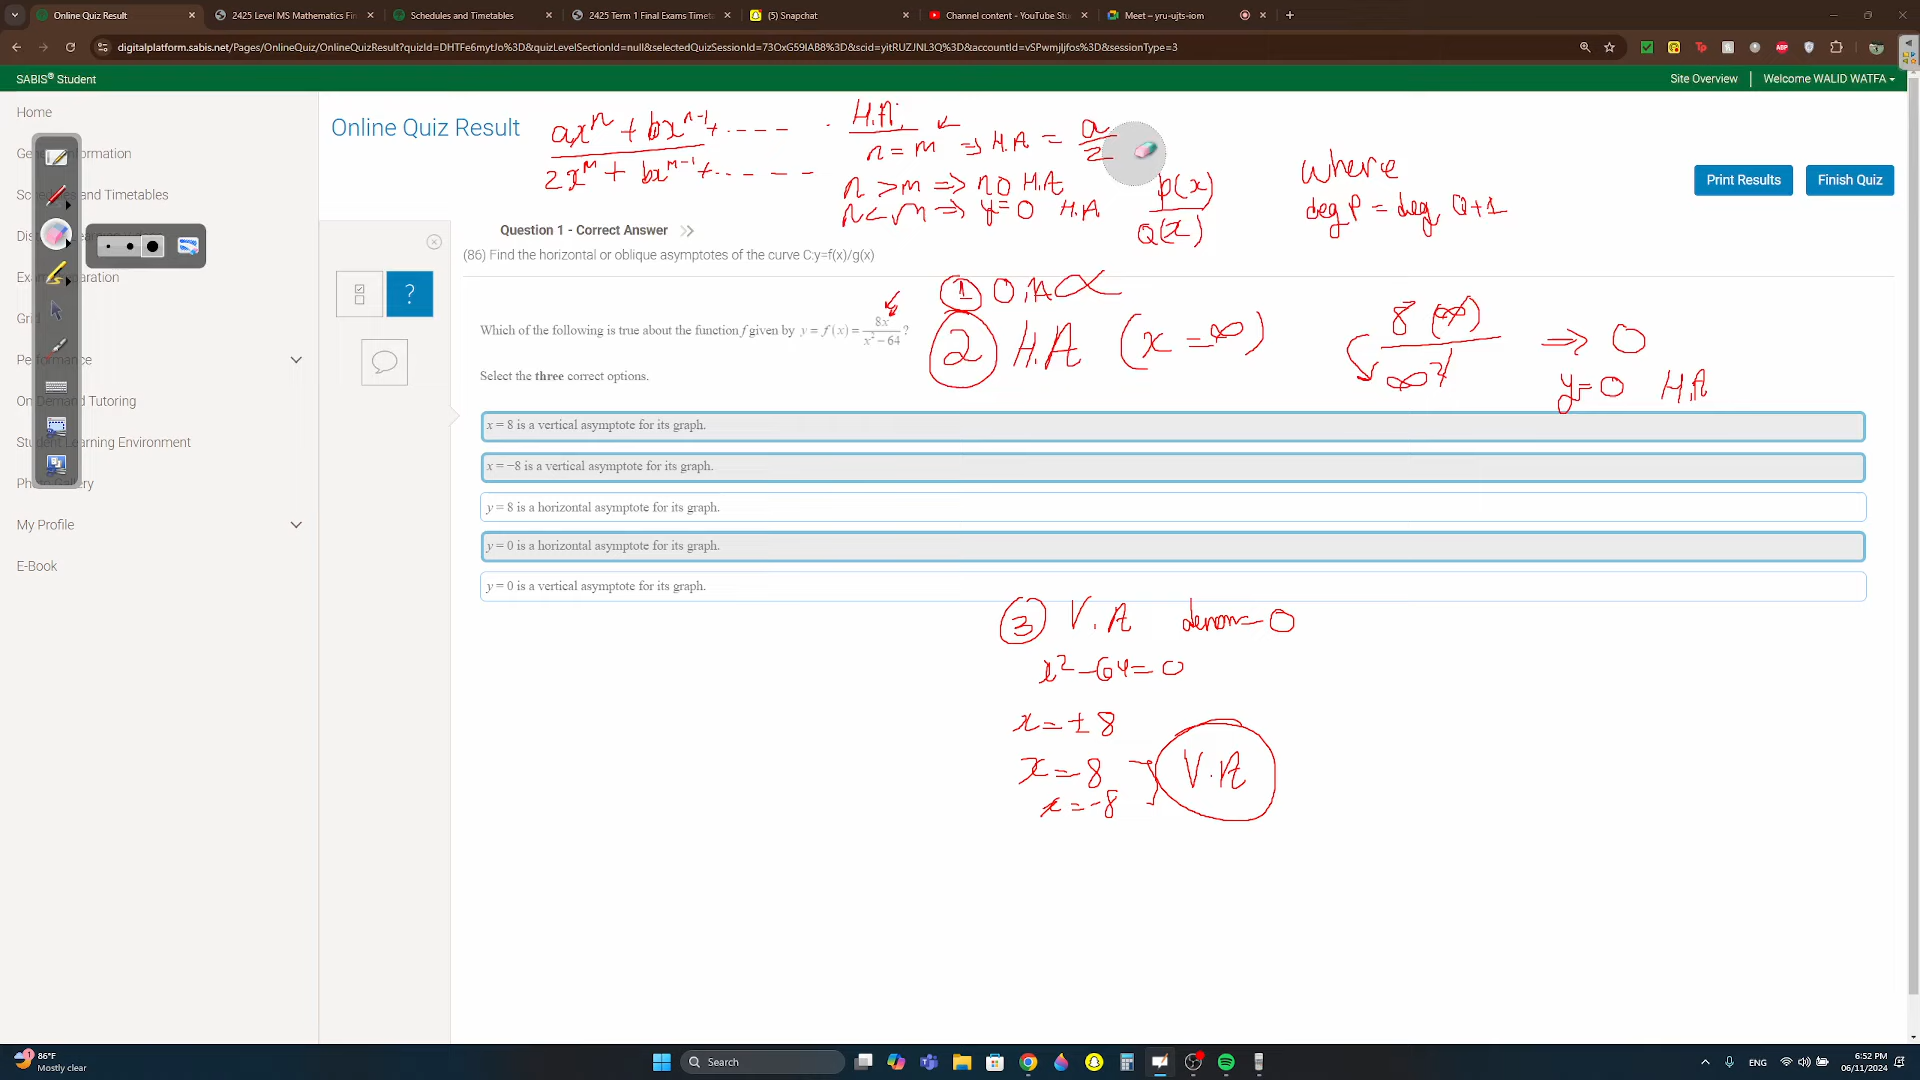 Online Quiz Result
2425 Level MS Mathematics Fin
Schedules and Timetables
2425 Term 1 Final Exams Timeta
(5) Snapchat
Channel content - YouTube Stu
Meet – yru-ujts-iom
digitalplatform.sabis.net/Pages/OnlineQuiz/OnlineQuizResult?quizId=DHTFe6mytJo%3D&quizLevelSectionId=null&selectedQuizSessionId=73OxG59IAB8%3D&scid=yitRUZJNL3Q%3D&accountId=vSPwmjljfos%3D&sessionType=3
SABIS® Student
Site Overview
Welcome WALID WATFA
Home
Schedules and Timetables
Performance
On Demand Tutoring
Student Learning Environment
Photo Gallery
My Profile
E-Book
Online Quiz Result
Print Results
Finish Quiz
axⁿ + bxⁿ⁻¹ + - - - -
2xᵐ + bxᵐ⁻¹ + - - - - -
H.A:
n = m => H.A = a/2
n > m => no H.A
n < m => y = 0 H.A
p(x)
Q(x)
where
deg P = deg Q+1
Question 1 - Correct Answer
(86) Find the horizontal or oblique asymptotes of the curve C:y=f(x)/g(x)
Which of the following is true about the function f given by y = f (x) = 8x/(x² − 64) ?
Select the three correct options.
1 O.A
2 H.A (x = ∞)
8 (∞)
∞²
=> 0
y = 0 H.A
x = 8 is a vertical asymptote for its graph.
x = −8 is a vertical asymptote for its graph.
y = 8 is a horizontal asymptote for its graph.
y = 0 is a horizontal asymptote for its graph.
y = 0 is a vertical asymptote for its graph.
3 V.A denom = 0
x² − 64 = 0
x = ± 8
x = 8
x = −8
V.A
86°F
Mostly clear
Search
ENG
6:52 PM
06/11/2024